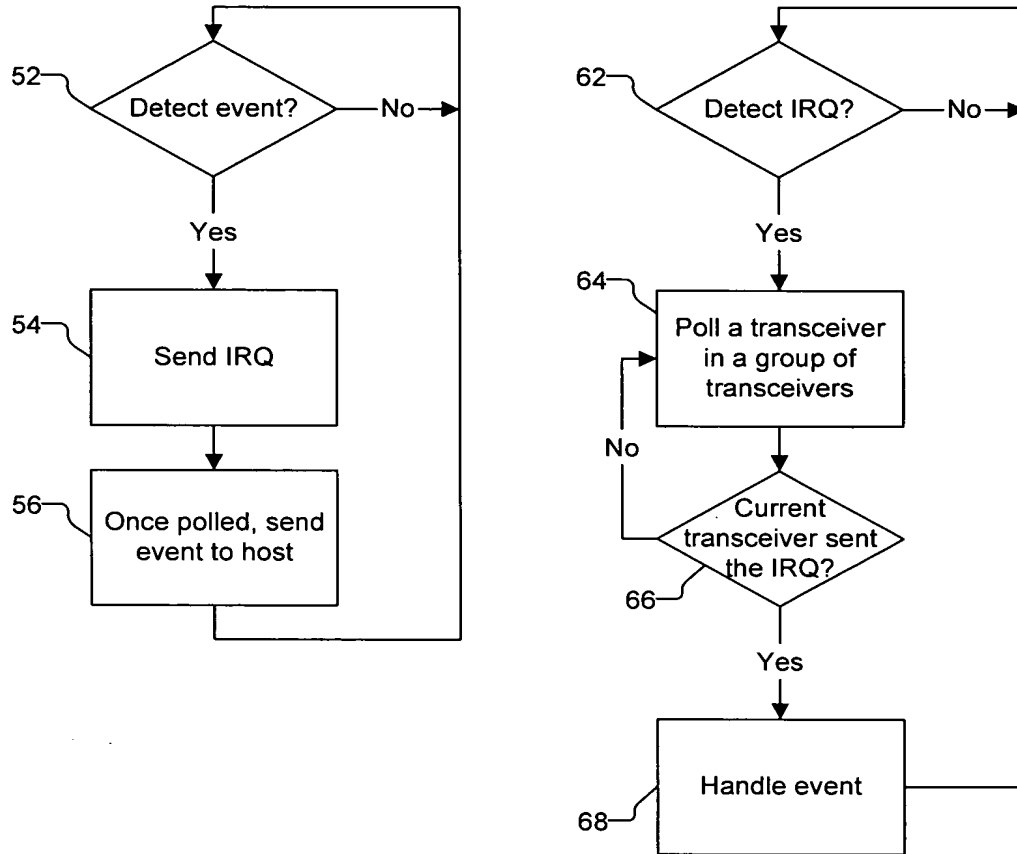 52
Detect event?
No
Yes
54
Send IRQ
56
Once polled, send
event to host
62
Detect IRQ?
No
Yes
64
Poll a transceiver
in a group of
transceivers
No
Current
transceiver sent
the IRQ?
66
Yes
Handle event
68